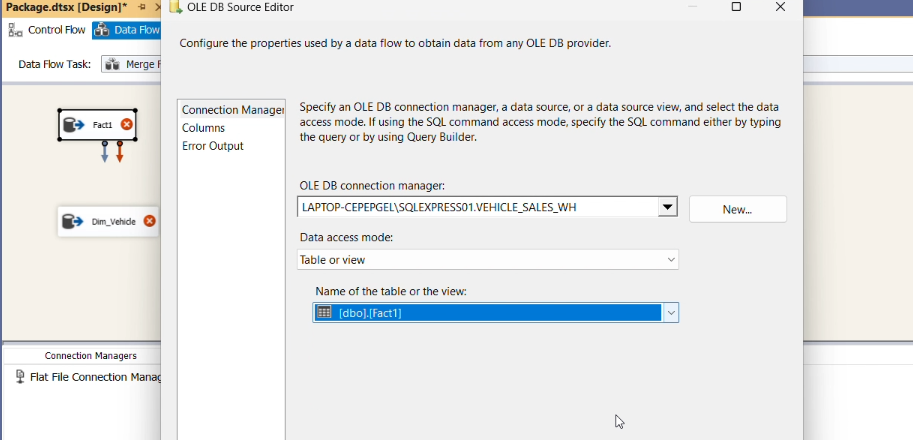 Package.dtsx [Design]*
OLE DB Source Editor
Control Flow
Data Flow
Configure the properties used by a data flow to obtain data from any OLE DB provider.
Data Flow Task:
Merge F
Connection Manager
Columns
Error Output
Specify an OLE DB connection manager, a data source, or a data source view, and select the data
access mode. If using the SQL command access mode, specify the SQL command either by typing
the query or by using Query Builder.
Fact1
OLE DB connection manager:
LAPTOP-CEPEPGEL\SQLEXPRESS01.VEHICLE_SALES_WH
New...
Dim_Vehicle
Data access mode:
Table or view
Name of the table or the view:
[dbo].[Fact1]
Connection Managers
Flat File Connection Manag